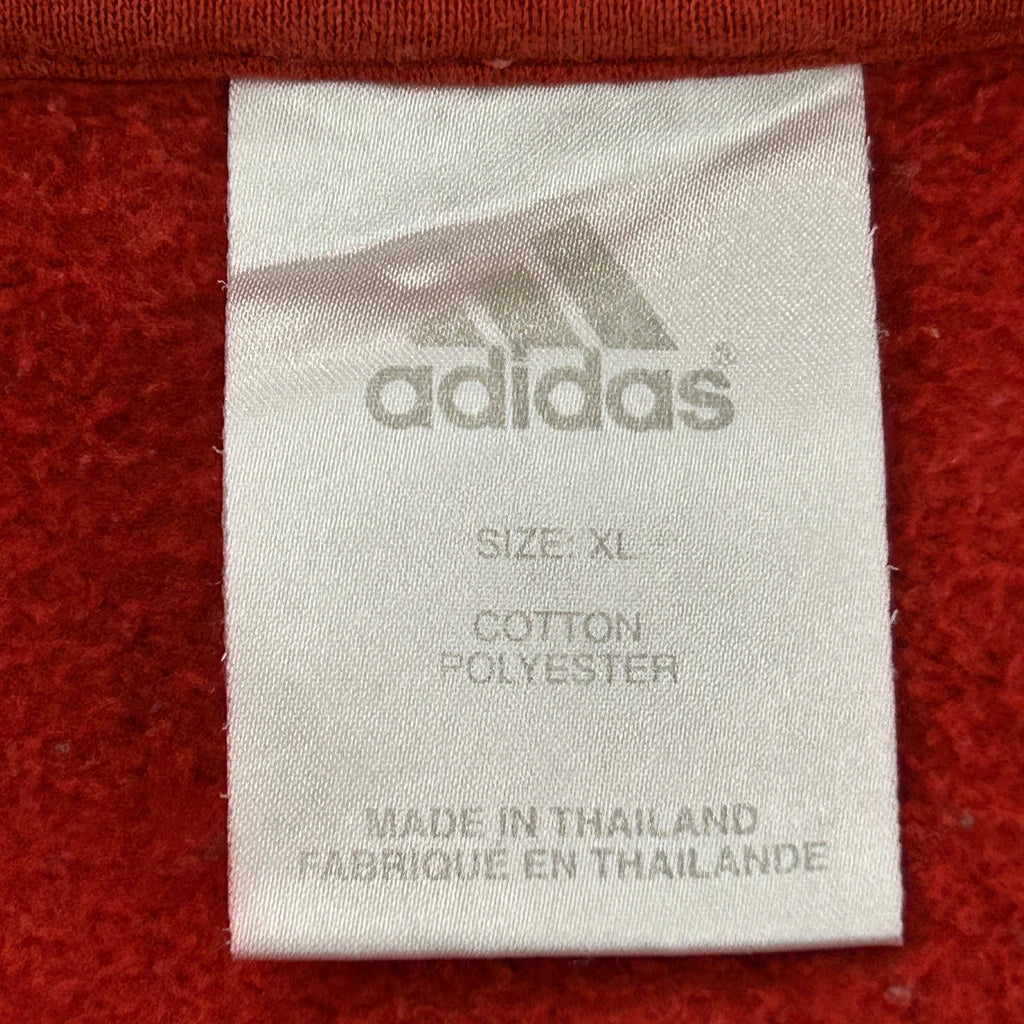 adidas®
SIZE: XL
COTTON
POLYESTER
MADE IN THAILAND
FABRIQUE EN THAILANDE